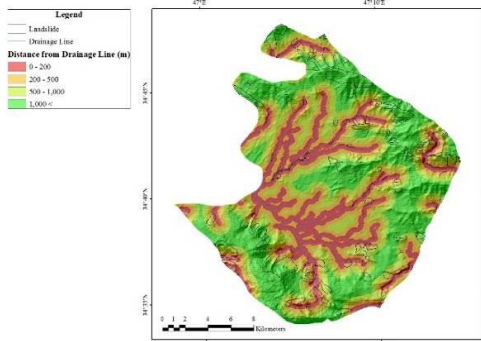 47°E
47°10'
Legend
Landslide
Drainage Line
Distance from Drainage Line (m)
0 - 200
200 - 500
500 - 1,000
1,000 <
34°45'
34°40'
34°35'
0 1 2 4 6 8
Kilometers